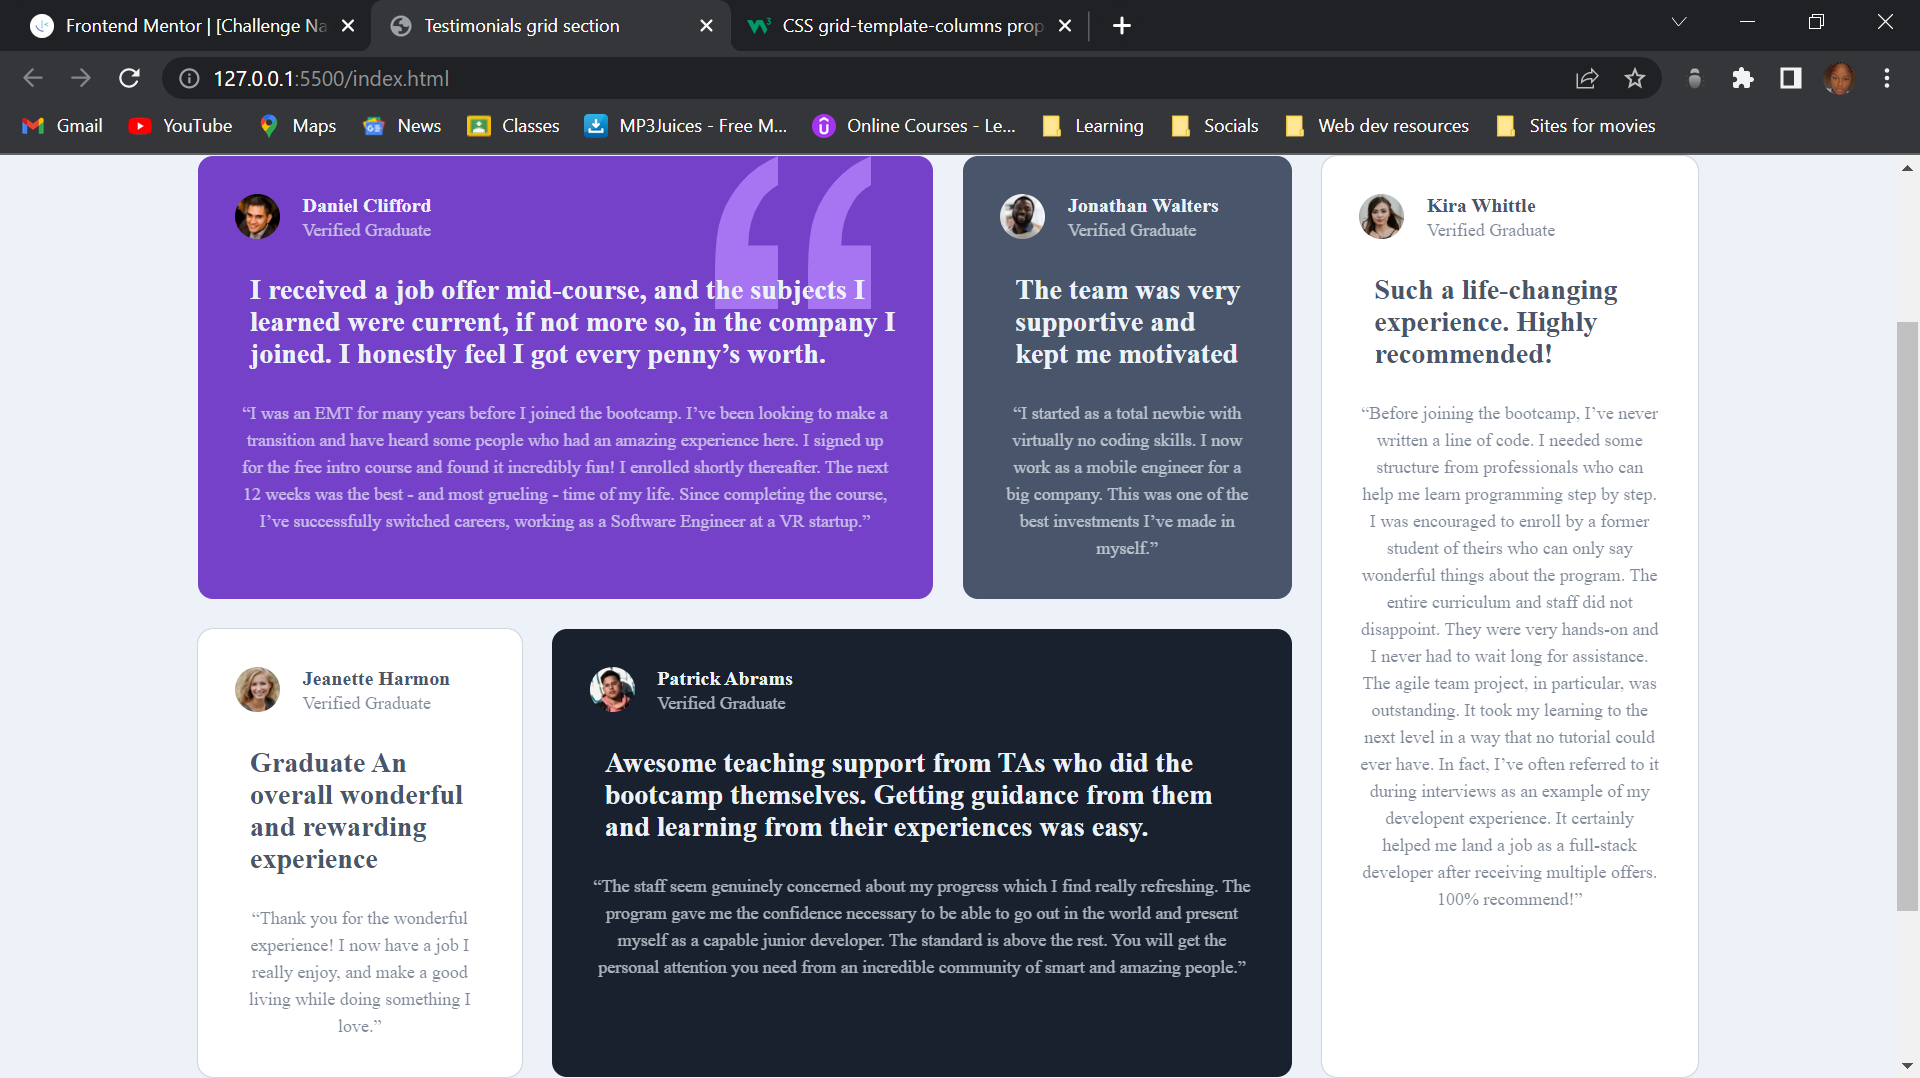 Frontend Mentor | [Challenge Na
Testimonials grid section
CSS grid-template-columns prop
127.0.0.1:5500/index.html
Gmail
YouTube
Maps
News
Classes
MP3Juices - Free M...
Online Courses - Le...
Learning
Socials
Web dev resources
Sites for movies
Daniel Clifford
Verified Graduate
I received a job offer mid-course, and the subjects I
learned were current, if not more so, in the company I
joined. I honestly feel I got every penny’s worth.
“I was an EMT for many years before I joined the bootcamp. I’ve been looking to make a
transition and have heard some people who had an amazing experience here. I signed up
for the free intro course and found it incredibly fun! I enrolled shortly thereafter. The next
12 weeks was the best - and most grueling - time of my life. Since completing the course,
I’ve successfully switched careers, working as a Software Engineer at a VR startup.”
Jonathan Walters
Verified Graduate
The team was very
supportive and
kept me motivated
“I started as a total newbie with
virtually no coding skills. I now
work as a mobile engineer for a
big company. This was one of the
best investments I’ve made in
myself.”
Kira Whittle
Verified Graduate
Such a life-changing
experience. Highly
recommended!
“Before joining the bootcamp, I’ve never
written a line of code. I needed some
structure from professionals who can
help me learn programming step by step.
I was encouraged to enroll by a former
student of theirs who can only say
wonderful things about the program. The
entire curriculum and staff did not
disappoint. They were very hands-on and
I never had to wait long for assistance.
The agile team project, in particular, was
outstanding. It took my learning to the
next level in a way that no tutorial could
ever have. In fact, I’ve often referred to it
during interviews as an example of my
developent experience. It certainly
helped me land a job as a full-stack
developer after receiving multiple offers.
100% recommend!”
Jeanette Harmon
Verified Graduate
Graduate An
overall wonderful
and rewarding
experience
“Thank you for the wonderful
experience! I now have a job I
really enjoy, and make a good
living while doing something I
love.”
Patrick Abrams
Verified Graduate
Awesome teaching support from TAs who did the
bootcamp themselves. Getting guidance from them
and learning from their experiences was easy.
“The staff seem genuinely concerned about my progress which I find really refreshing. The
program gave me the confidence necessary to be able to go out in the world and present
myself as a capable junior developer. The standard is above the rest. You will get the
personal attention you need from an incredible community of smart and amazing people.”